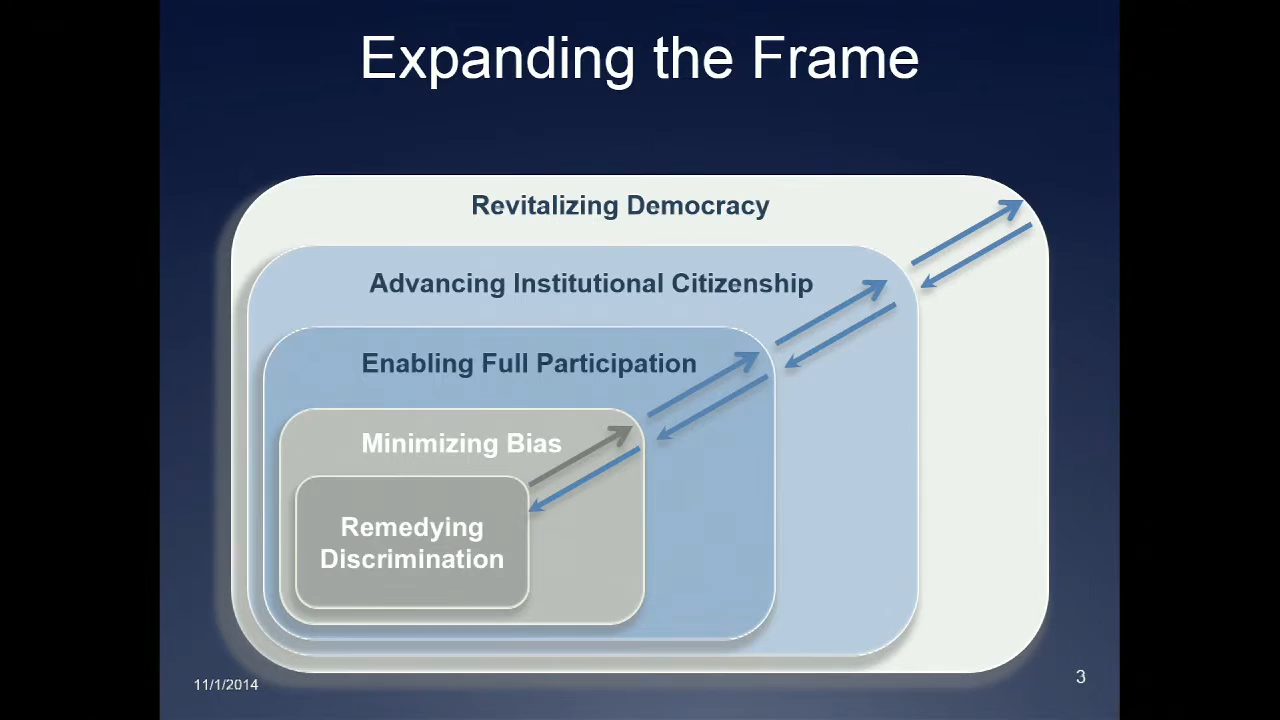 Expanding the Frame
Revitalizing Democracy
Advancing Institutional Citizenship
Enabling Full Participation
Minimizing Bias
Remedying
Discrimination
11/1/2014
3